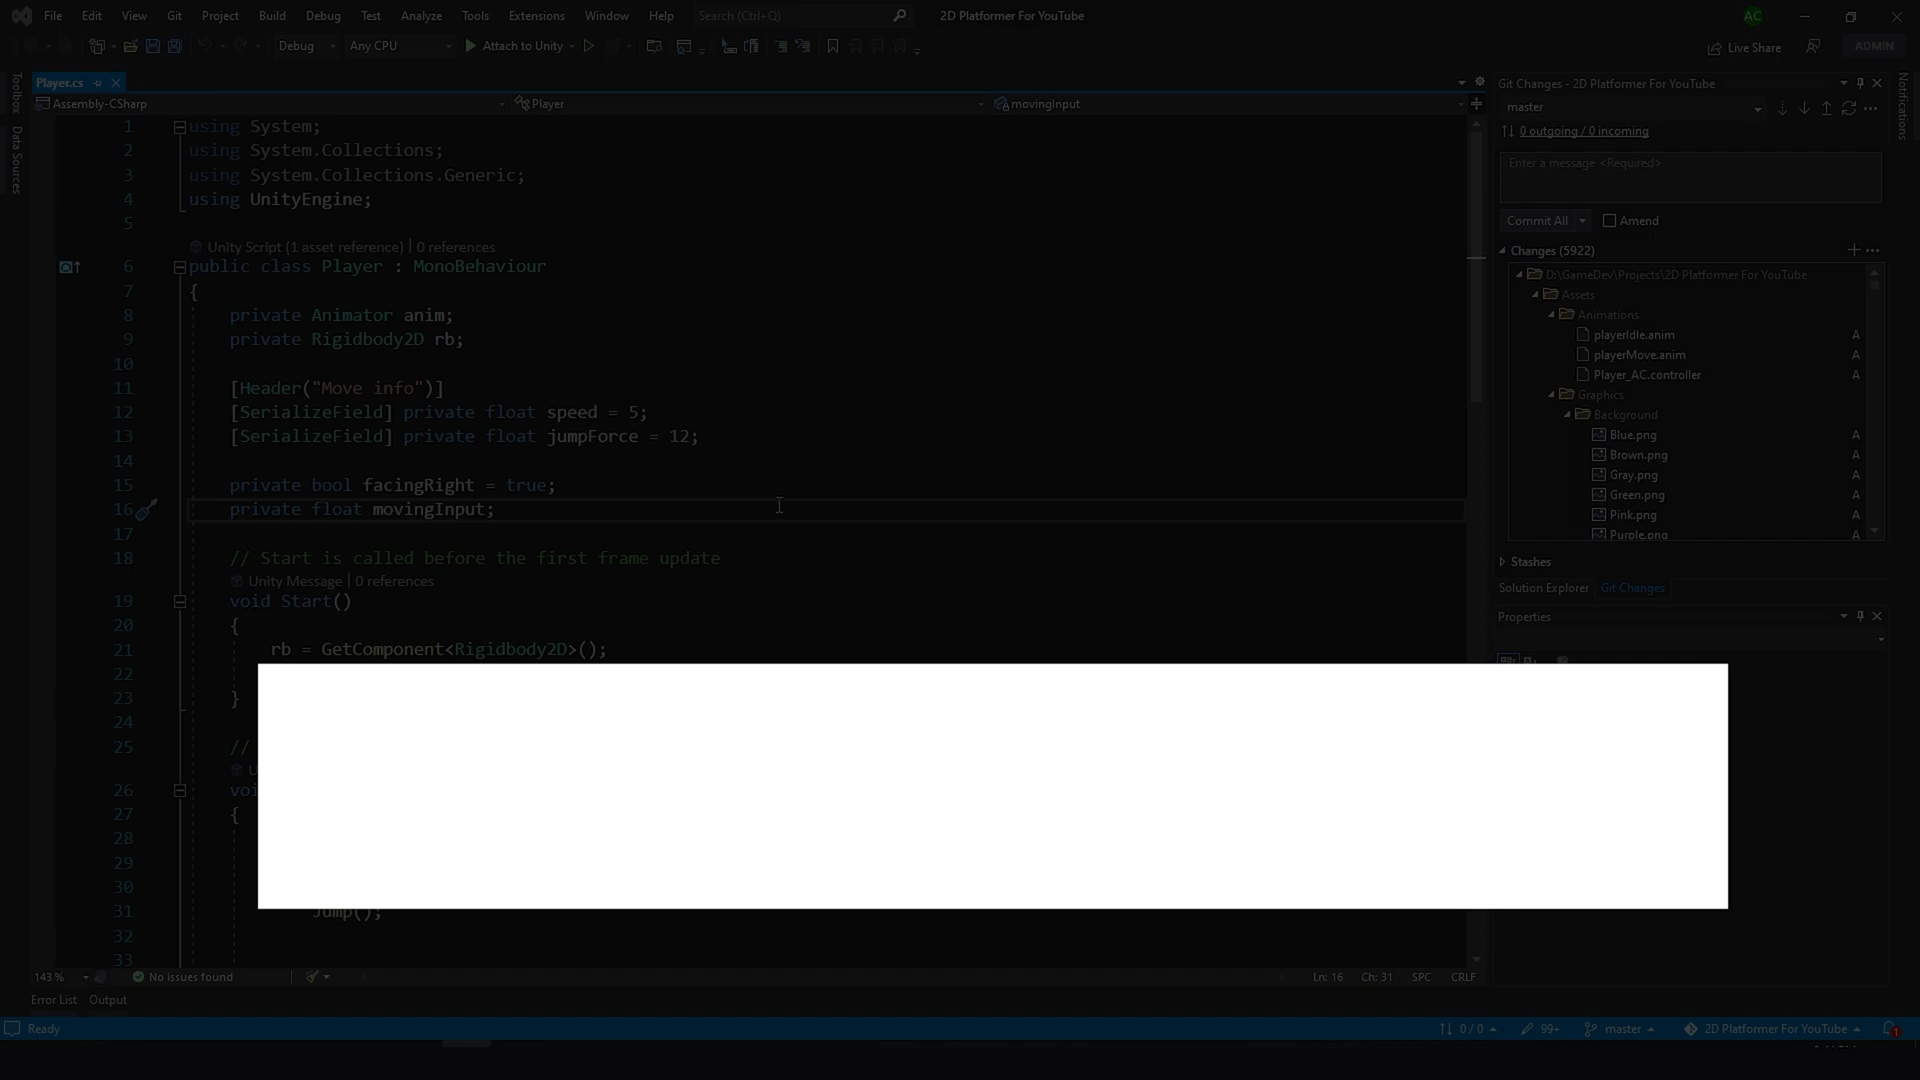 File Edit View Git Project Build Debug Test Analyze Tools Extensions Window Help Search (Ctrl+Q) 2D Platformer For YouTube AC
Debug Any CPU Attach to Unity Live Share ADMIN
Toolbox
Data Sources
Player.cs
Assembly-CSharp Player movingInput
1 using System;
2 using System.Collections;
3 using System.Collections.Generic;
4 using UnityEngine;
5
Unity Script (1 asset reference) | 0 references
6 public class Player : MonoBehaviour
7 {
8 private Animator anim;
9 private Rigidbody2D rb;
10
11 [Header("Move info")]
12 [SerializeField] private float speed = 5;
13 [SerializeField] private float jumpForce = 12;
14
15 private bool facingRight = true;
16 private float movingInput;
17
18 // Start is called before the first frame update
Unity Message | 0 references
19 void Start()
20 {
21 rb = GetComponent<Rigidbody2D>();
22
23 }
24
25 //
26
27 {
28
29
30
31 Jump();
32
33
143 % No issues found Ln: 16 Ch: 31 SPC CRLF
Error List Output
Git Changes - 2D Platformer For YouTube
master
0 outgoing / 0 incoming
Enter a message <Required>
Commit All Amend
Changes (5922)
D:\GameDev\Projects\2D Platformer For YouTube
Assets
Animations
playerIdle.anim A
playerMove.anim A
Player_AC.controller A
Graphics
Background
Blue.png A
Brown.png A
Gray.png A
Green.png A
Pink.png A
Purple.png A
Stashes
Solution Explorer Git Changes
Properties
Notifications
Ready 0 / 0 99+ master 2D Platformer For YouTube 1